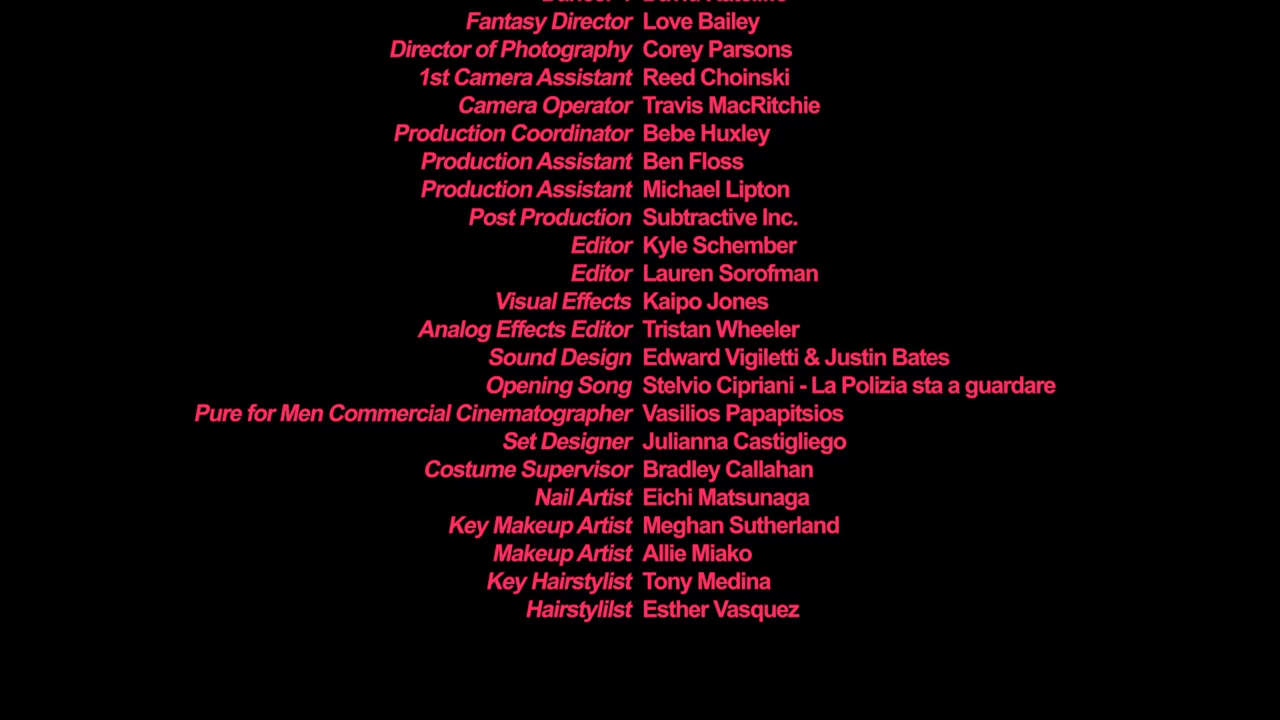 Fantasy Director Love Bailey
Director of Photography Corey Parsons
1st Camera Assistant Reed Choinski
Camera Operator Travis MacRitchie
Production Coordinator Bebe Huxley
Production Assistant Ben Floss
Production Assistant Michael Lipton
Post Production Subtractive Inc.
Editor Kyle Schember
Editor Lauren Sorofman
Visual Effects Kaipo Jones
Analog Effects Editor Tristan Wheeler
Sound Design Edward Vigiletti & Justin Bates
Opening Song Stelvio Cipriani - La Polizia sta a guardare
Pure for Men Commercial Cinematographer Vasilios Papapitsios
Set Designer Julianna Castigliego
Costume Supervisor Bradley Callahan
Nail Artist Eichi Matsunaga
Key Makeup Artist Meghan Sutherland
Makeup Artist Allie Miako
Key Hairstylist Tony Medina
Hairstylilst Esther Vasquez